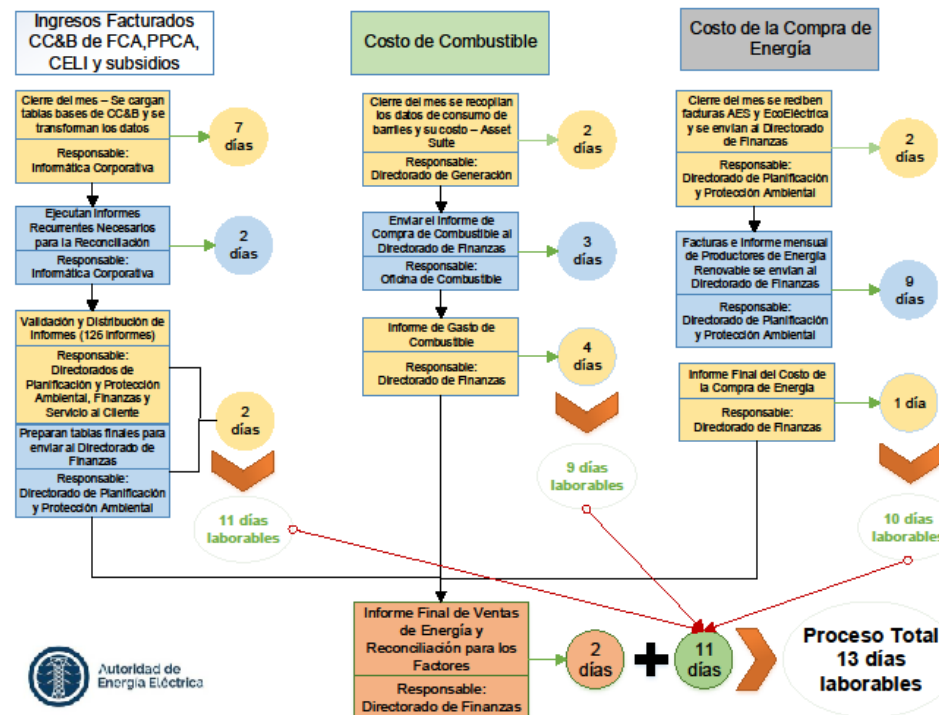 Ingresos Facturados
CC&B de FCA,PPCA,
CELI y subsidios
Cierre del mes – Se cargan
tablas bases de CC&B y se
transforman los datos
Responsable:
Informática Corporativa
7
días
Ejecutan Informes
Recurrentes Necesarios
para la Reconciliación
Responsable:
Informática Corporativa
2
días
Validación y Distribución de
Informes (126 Informes)
Responsable:
Directorados de
Planificación y Protección
Ambiental, Finanzas y
Servicio al Cliente
Preparan tablas finales para
enviar al Directorado de
Finanzas
Responsable:
Directorado de Planificación
y Protección Ambiental
2
días
11 días
laborables
Costo de Combustible
Cierre del mes se recopilan
los datos de consumo de
barriles y su costo – Asset
Suite
Responsable:
Directorado de Generación
2
días
Enviar el Informe de
Compra de Combustible al
Directorado de Finanzas
Responsable:
Oficina de Combustible
3
días
Informe de Gasto de
Combustible
Responsable:
Directorado de Finanzas
4
días
9 días
laborables
Costo de la Compra de
Energía
Cierre del mes se reciben
facturas AES y EcoEléctrica
y se envían al Directorado
de Finanzas
Responsable:
Directorado de Planificación
y Protección Ambiental
2
días
Facturas e Informe mensual
de Productores de Energía
Renovable se envían al
Directorado de Finanzas
Responsable:
Directorado de Planificación
y Protección Ambiental
9
días
Informe Final del Costo de
la Compra de Energía
Responsable:
Directorado de Finanzas
1 día
10 días
laborables
Informe Final de Ventas
de Energía y
Reconciliación para los
Factores
Responsable:
Directorado de Finanzas
2
días
+
11
días
Proceso Total
13 días
laborables
Autoridad de
Energía Eléctrica